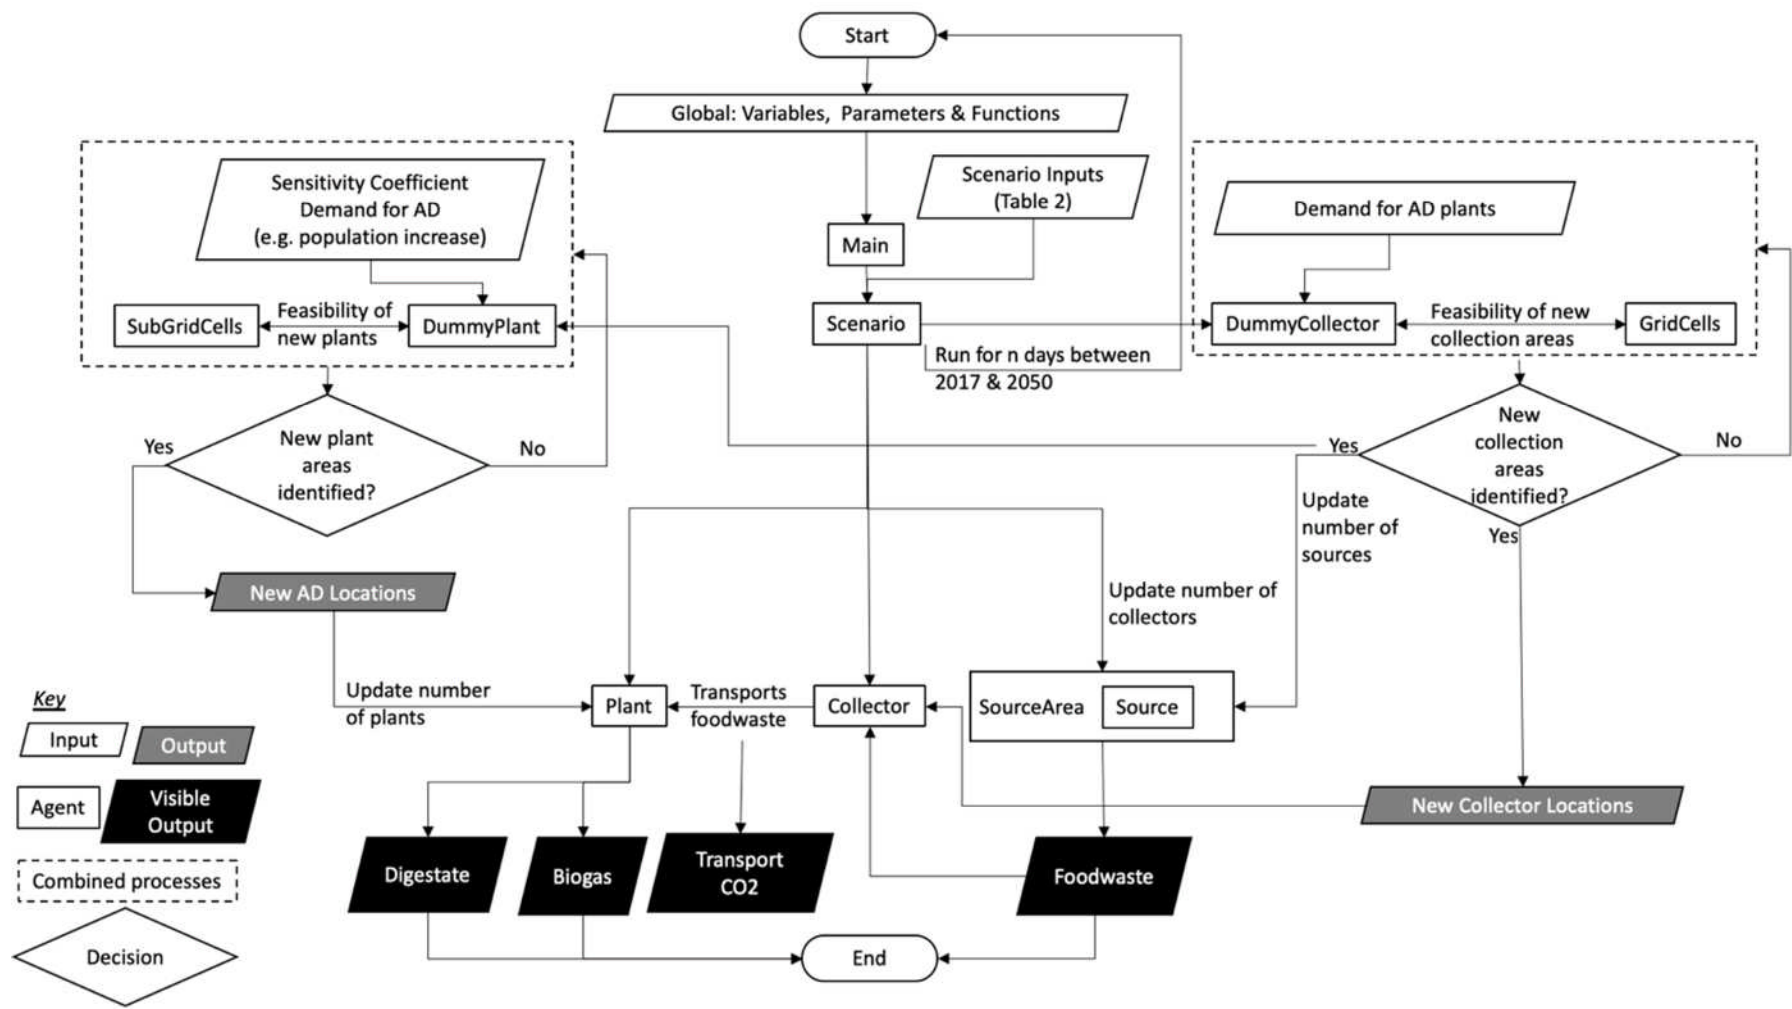 Start
Global: Variables, Parameters & Functions
Sensitivity Coefficient
Demand for AD
(e.g. population increase)
Scenario Inputs
(Table 2)
Demand for AD plants
Main
SubGridCells
Feasibility of
new plants
DummyPlant
Scenario
DummyCollector
Feasibility of new
collection areas
GridCells
Run for n days between
2017 & 2050
Yes
New plant
areas
identified?
No
Yes
New
collection
areas
identified?
No
Update
number of
sources
Yes
New AD Locations
Update number of
collectors
Update number
of plants
Plant
Transports
foodwaste
Collector
SourceArea
Source
Key
Input
Output
Agent
Visible
Output
Combined processes
Decision
New Collector Locations
Digestate
Biogas
Transport
CO2
Foodwaste
End